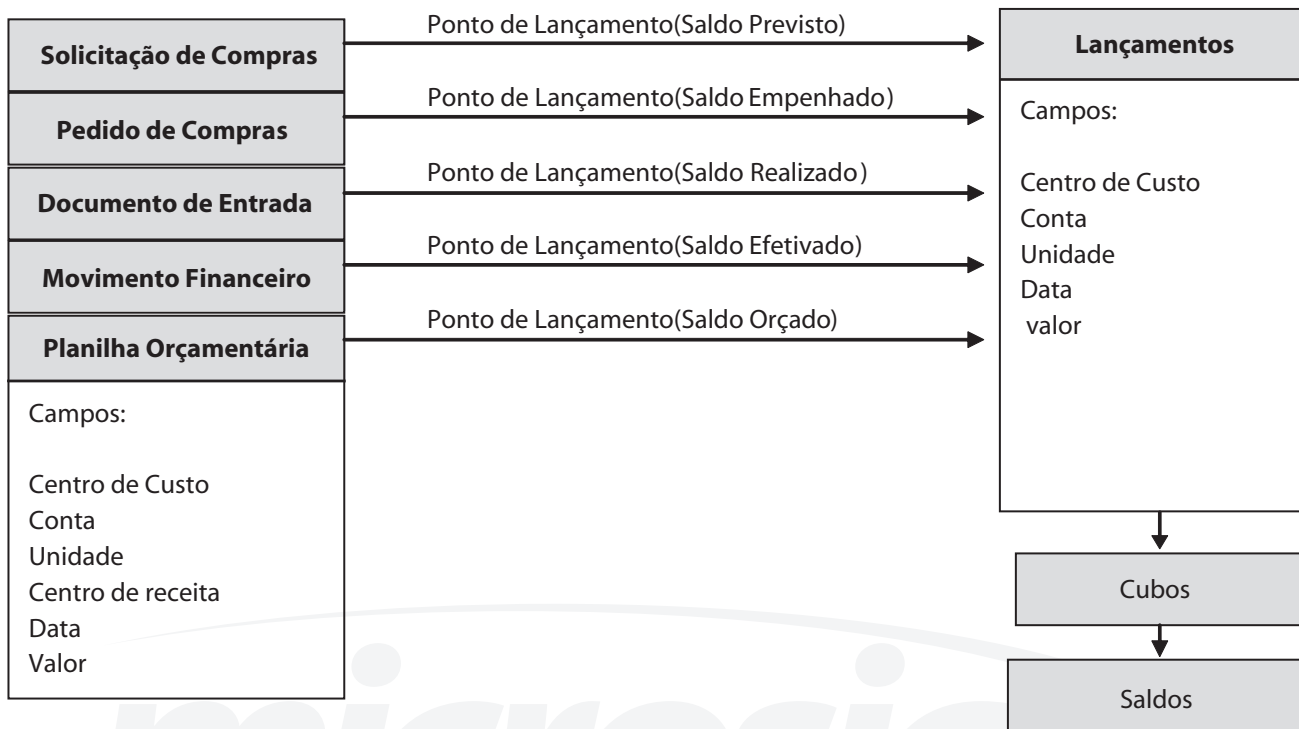 Solicitação de Compras
Pedido de Compras
Documento de Entrada
Movimento Financeiro
Planilha Orçamentária
Campos:
Centro de Custo
Conta
Unidade
Centro de receita
Data
Valor
Ponto de Lançamento(Saldo Previsto)
Ponto de Lançamento(Saldo Empenhado)
Ponto de Lançamento(Saldo Realizado)
Ponto de Lançamento(Saldo Efetivado)
Ponto de Lançamento(Saldo Orçado)
Lançamentos
Campos:
Centro de Custo
Conta
Unidade
Data
valor
Cubos
Saldos